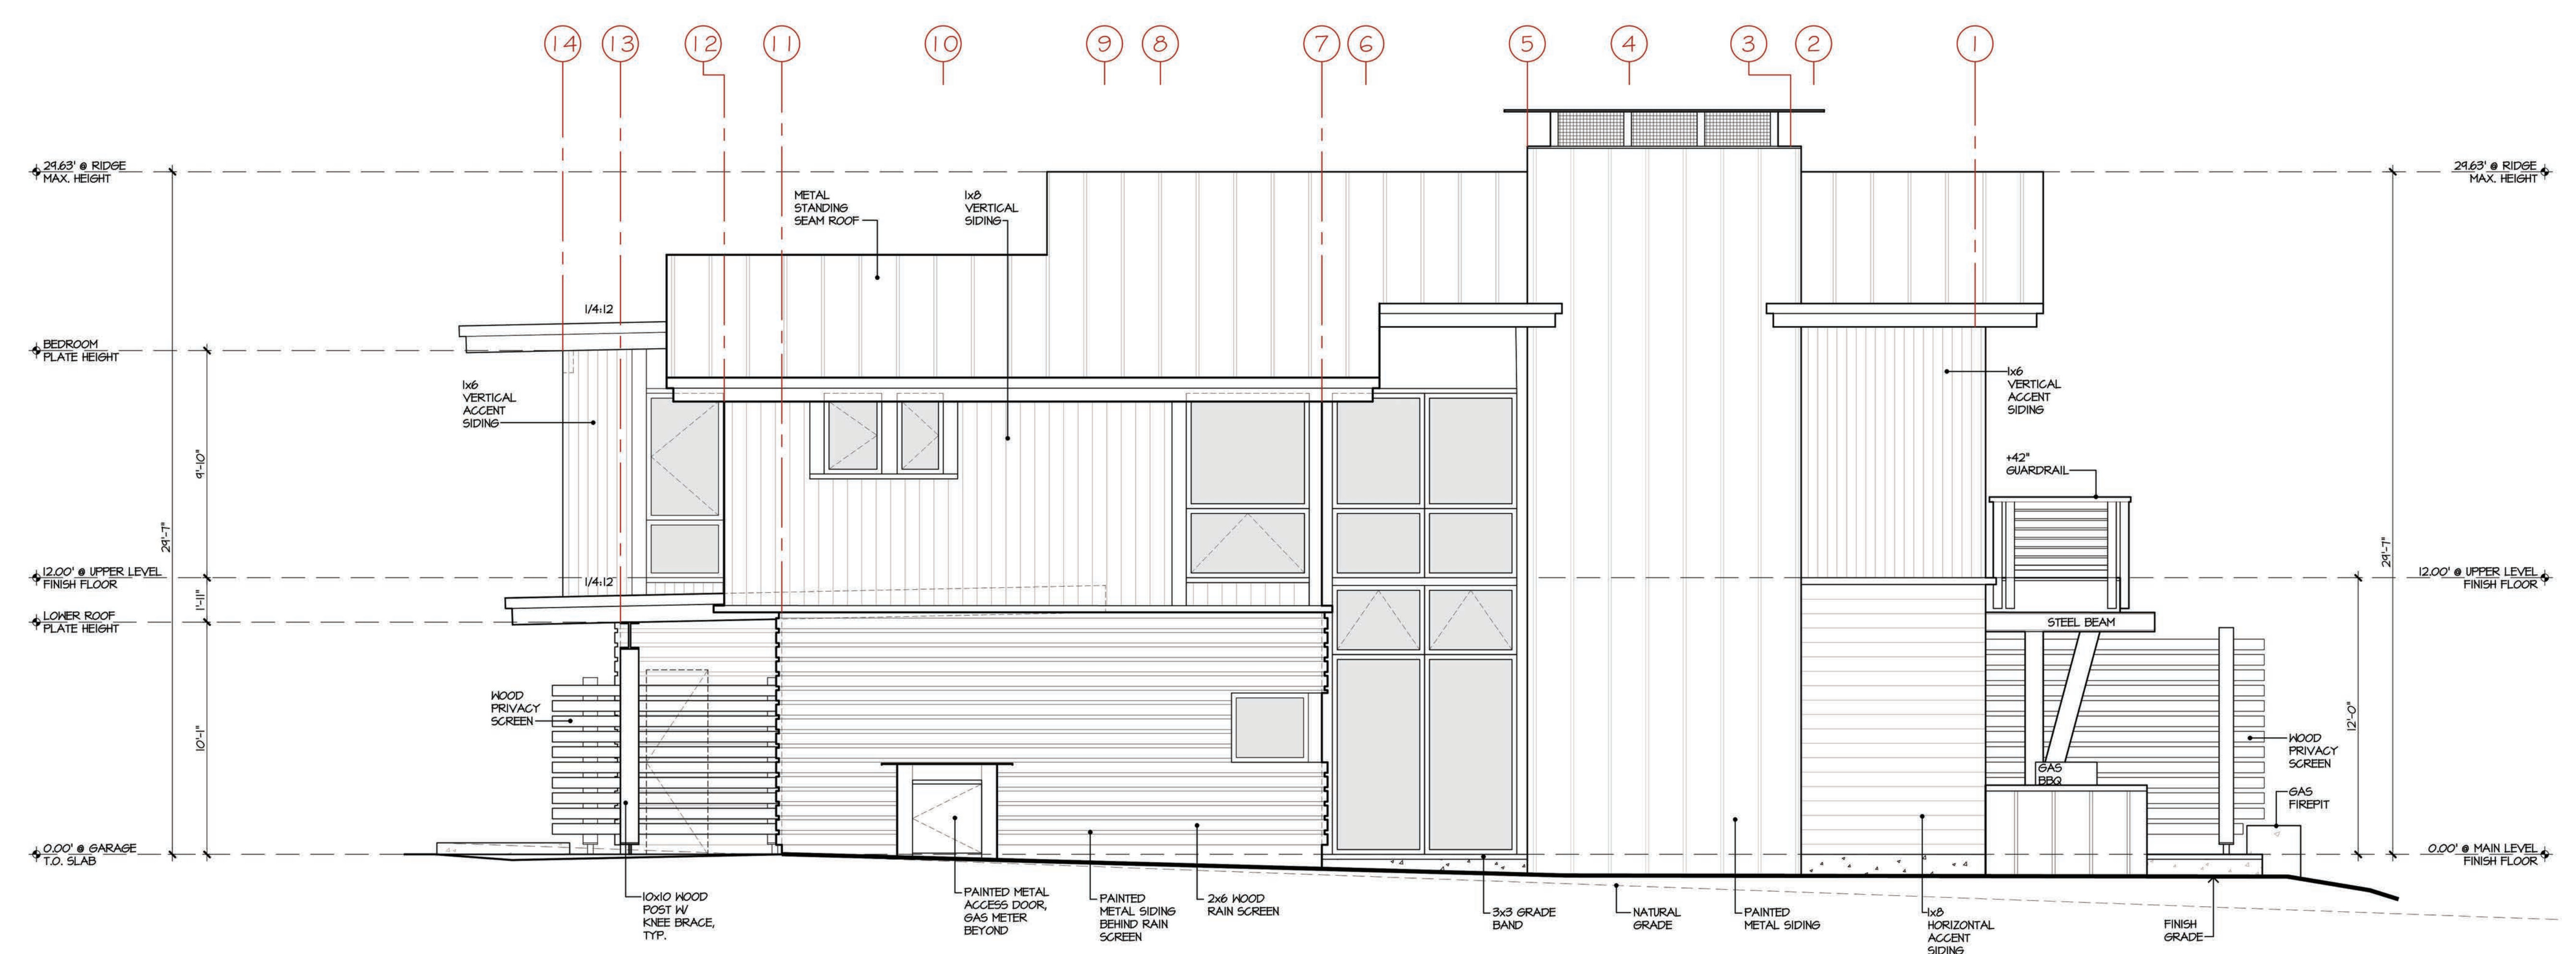 14 13 12 11 10 9 8 7 6 5 4 3 2 1
29.63' @ RIDGE
MAX. HEIGHT
29.63' @ RIDGE
MAX. HEIGHT
METAL
STANDING
SEAM ROOF
1x8
VERTICAL
SIDING
1/4:12
BEDROOM
PLATE HEIGHT
1x6
VERTICAL
ACCENT
SIDING
1x6
VERTICAL
ACCENT
SIDING
+42"
GUARDRAIL
9'-10"
29'-7"
29'-7"
12.00' @ UPPER LEVEL
FINISH FLOOR
1/4:12
12.00' @ UPPER LEVEL
FINISH FLOOR
1'-11"
LOWER ROOF
PLATE HEIGHT
STEEL BEAM
WOOD
PRIVACY
SCREEN
10'-1"
12'-0"
WOOD
PRIVACY
SCREEN
GAS
BBQ
GAS
FIREPIT
0.00' @ GARAGE
T.O. SLAB
0.00' @ MAIN LEVEL
FINISH FLOOR
10x10 WOOD
POST W/
KNEE BRACE,
TYP.
PAINTED METAL
ACCESS DOOR,
GAS METER
BEYOND
PAINTED
METAL SIDING
BEHIND RAIN
SCREEN
2x6 WOOD
RAIN SCREEN
3x3 GRADE
BAND
NATURAL
GRADE
PAINTED
METAL SIDING
1x8
HORIZONTAL
ACCENT
SIDING
FINISH
GRADE